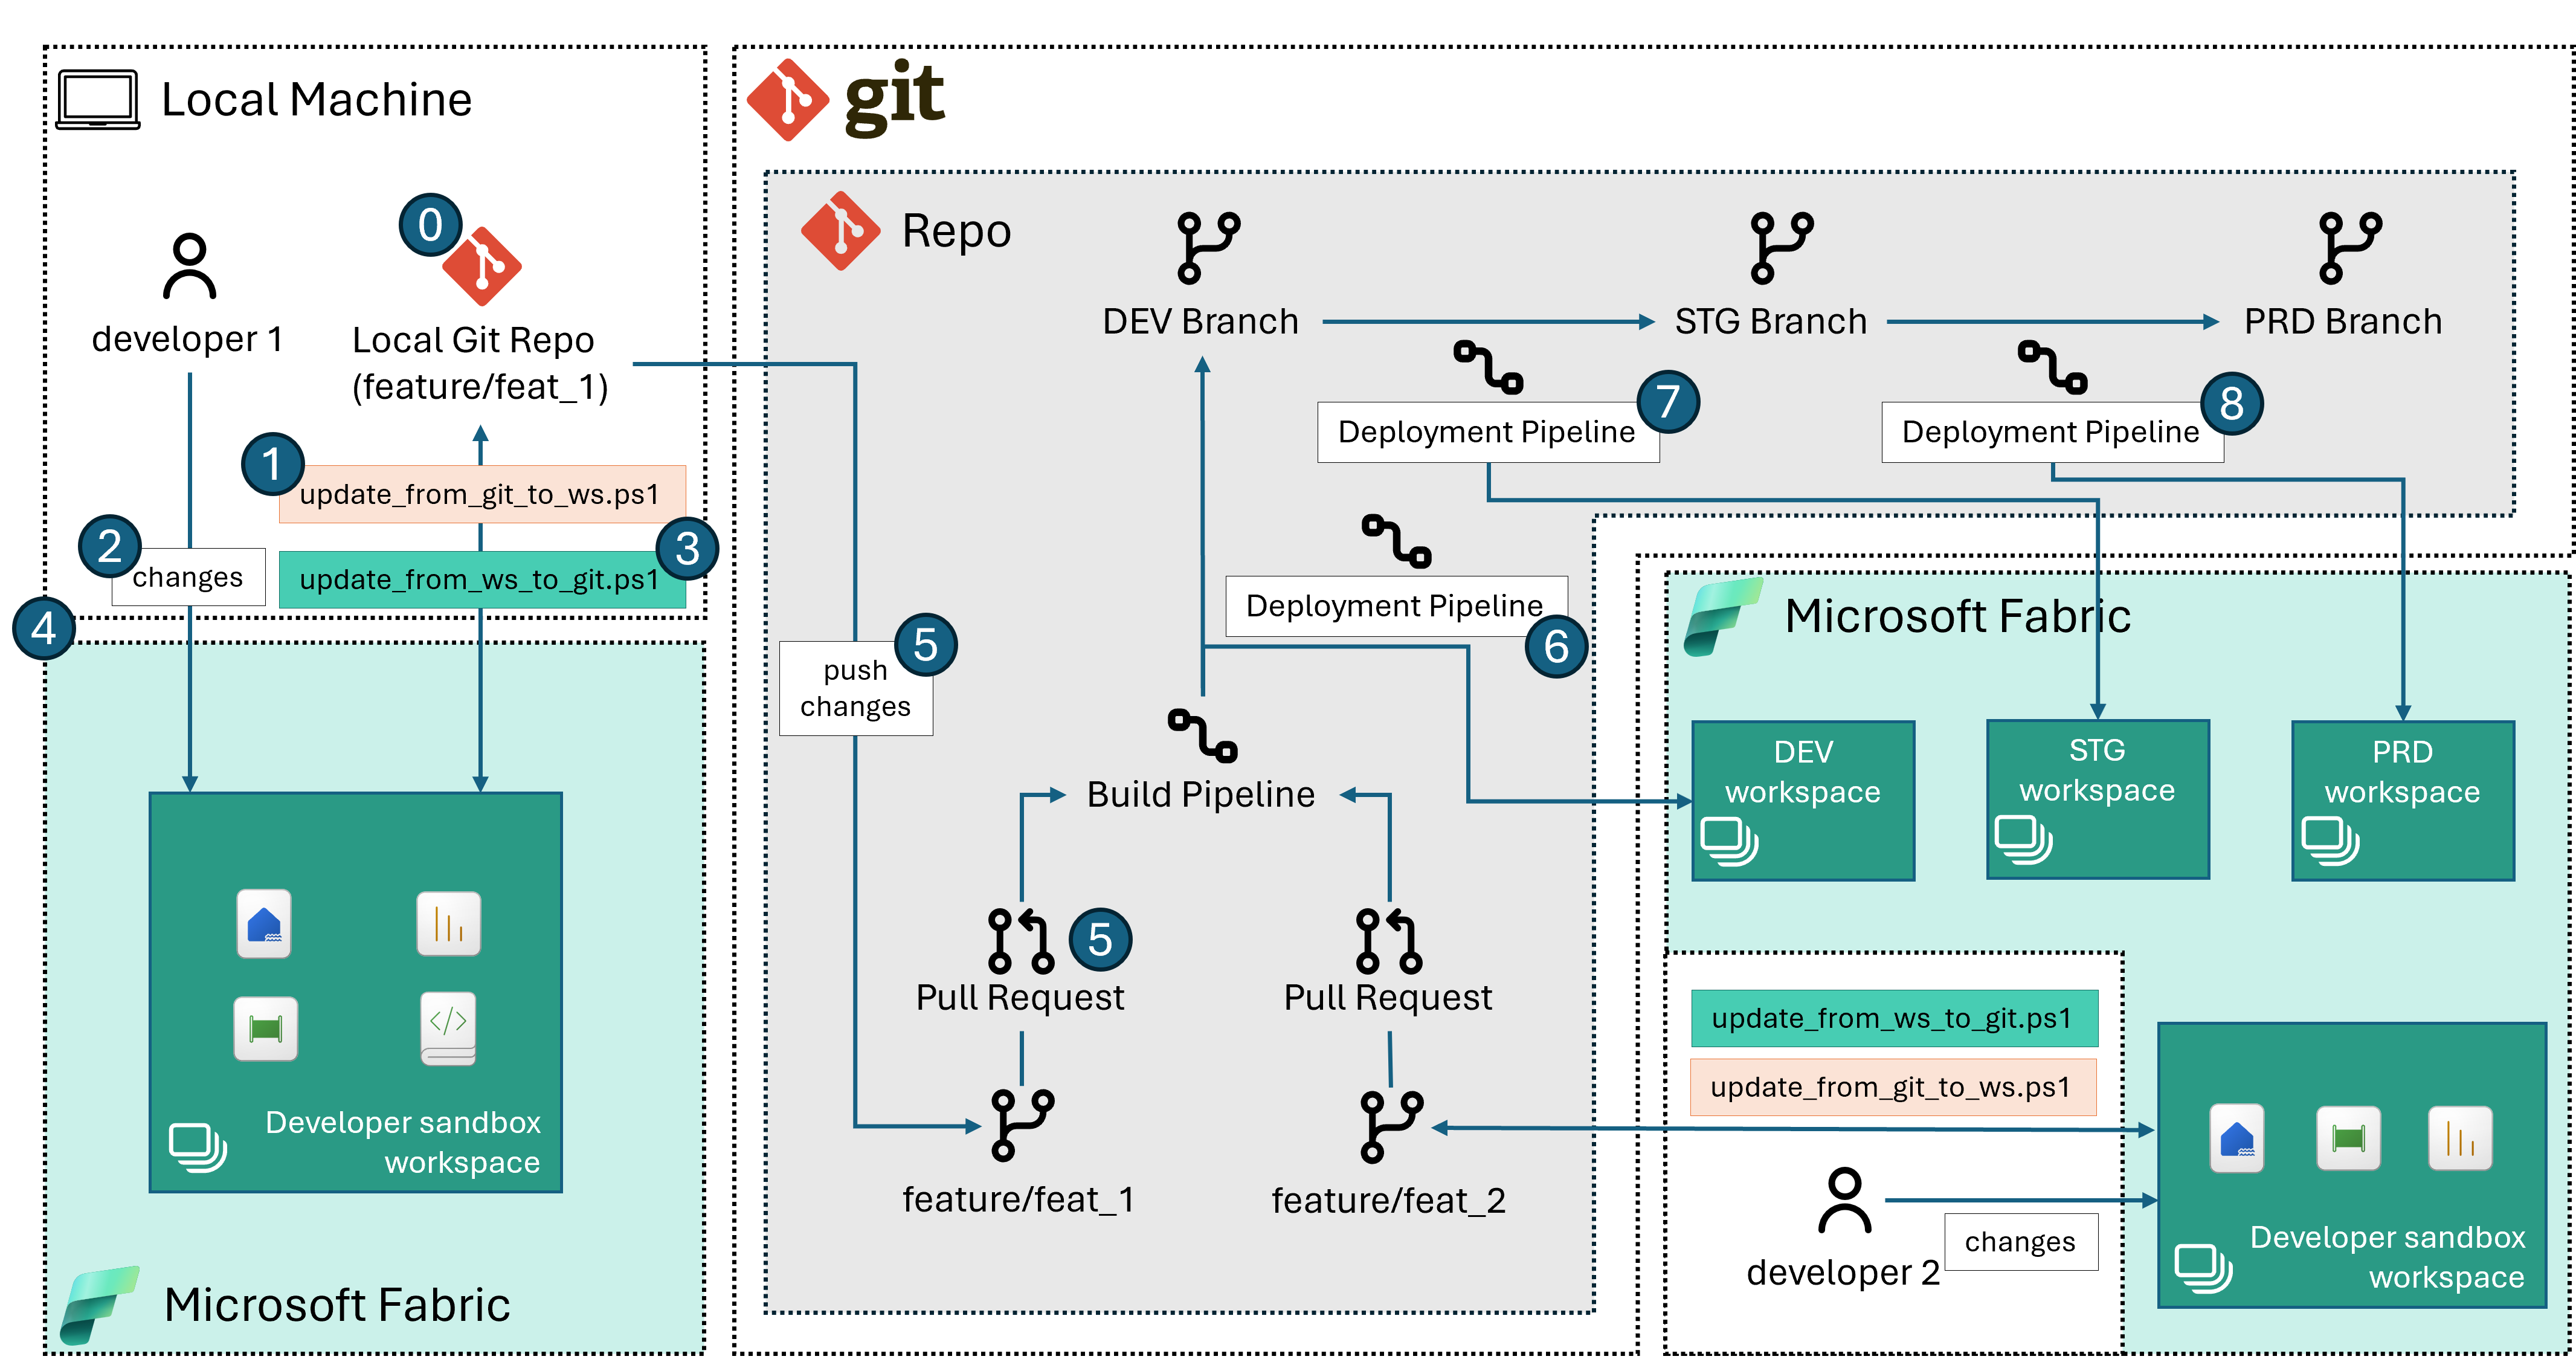 Local Machine
0
developer 1
Local Git Repo
(feature/feat_1)
1
update_from_git_to_ws.ps1
2
changes
3
update_from_ws_to_git.ps1
4
Developer sandbox
workspace
Microsoft Fabric
git
Repo
DEV Branch
STG Branch
PRD Branch
Deployment Pipeline
7
Deployment Pipeline
8
Deployment Pipeline
6
push
changes
5
Build Pipeline
Pull Request
5
Pull Request
feature/feat_1
feature/feat_2
Microsoft Fabric
DEV
workspace
STG
workspace
PRD
workspace
update_from_ws_to_git.ps1
update_from_git_to_ws.ps1
developer 2
changes
Developer sandbox
workspace